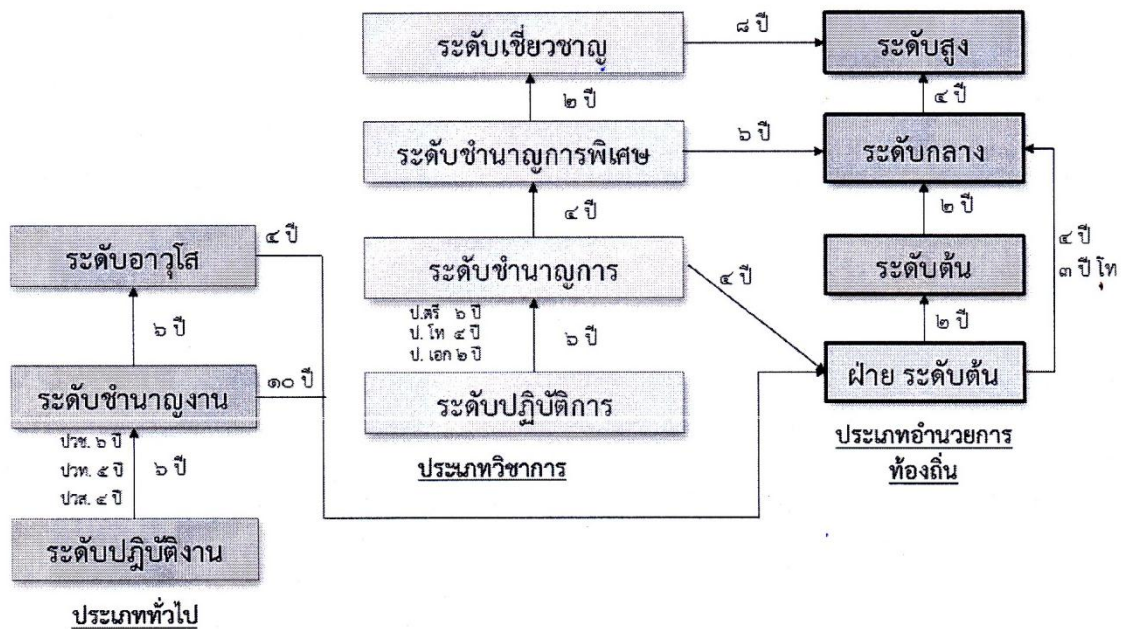 ระดับเชี่ยวชาญ
๘ ปี
ระดับสูง
๒ ปี
๔ ปี
ระดับชำนาญการพิเศษ
๖ ปี
ระดับกลาง
๔ ปี
๒ ปี
๔ ปี
๓ ปี โท
ระดับอาวุโส
๔ ปี
ระดับชำนาญการ
๔ ปี
ระดับต้น
๖ ปี
ป.ตรี ๖ ปี
ป. โท ๔ ปี
ป. เอก ๒ ปี
๖ ปี
๒ ปี
ระดับชำนาญงาน
๑๐ ปี
ระดับปฏิบัติการ
ฝ่าย ระดับต้น
ปวช. ๖ ปี
ปวท. ๕ ปี
ปวส. ๔ ปี
๖ ปี
ประเภทวิชาการ
ประเภทอำนวยการ
ท้องถิ่น
ระดับปฏิบัติงาน
ประเภททั่วไป